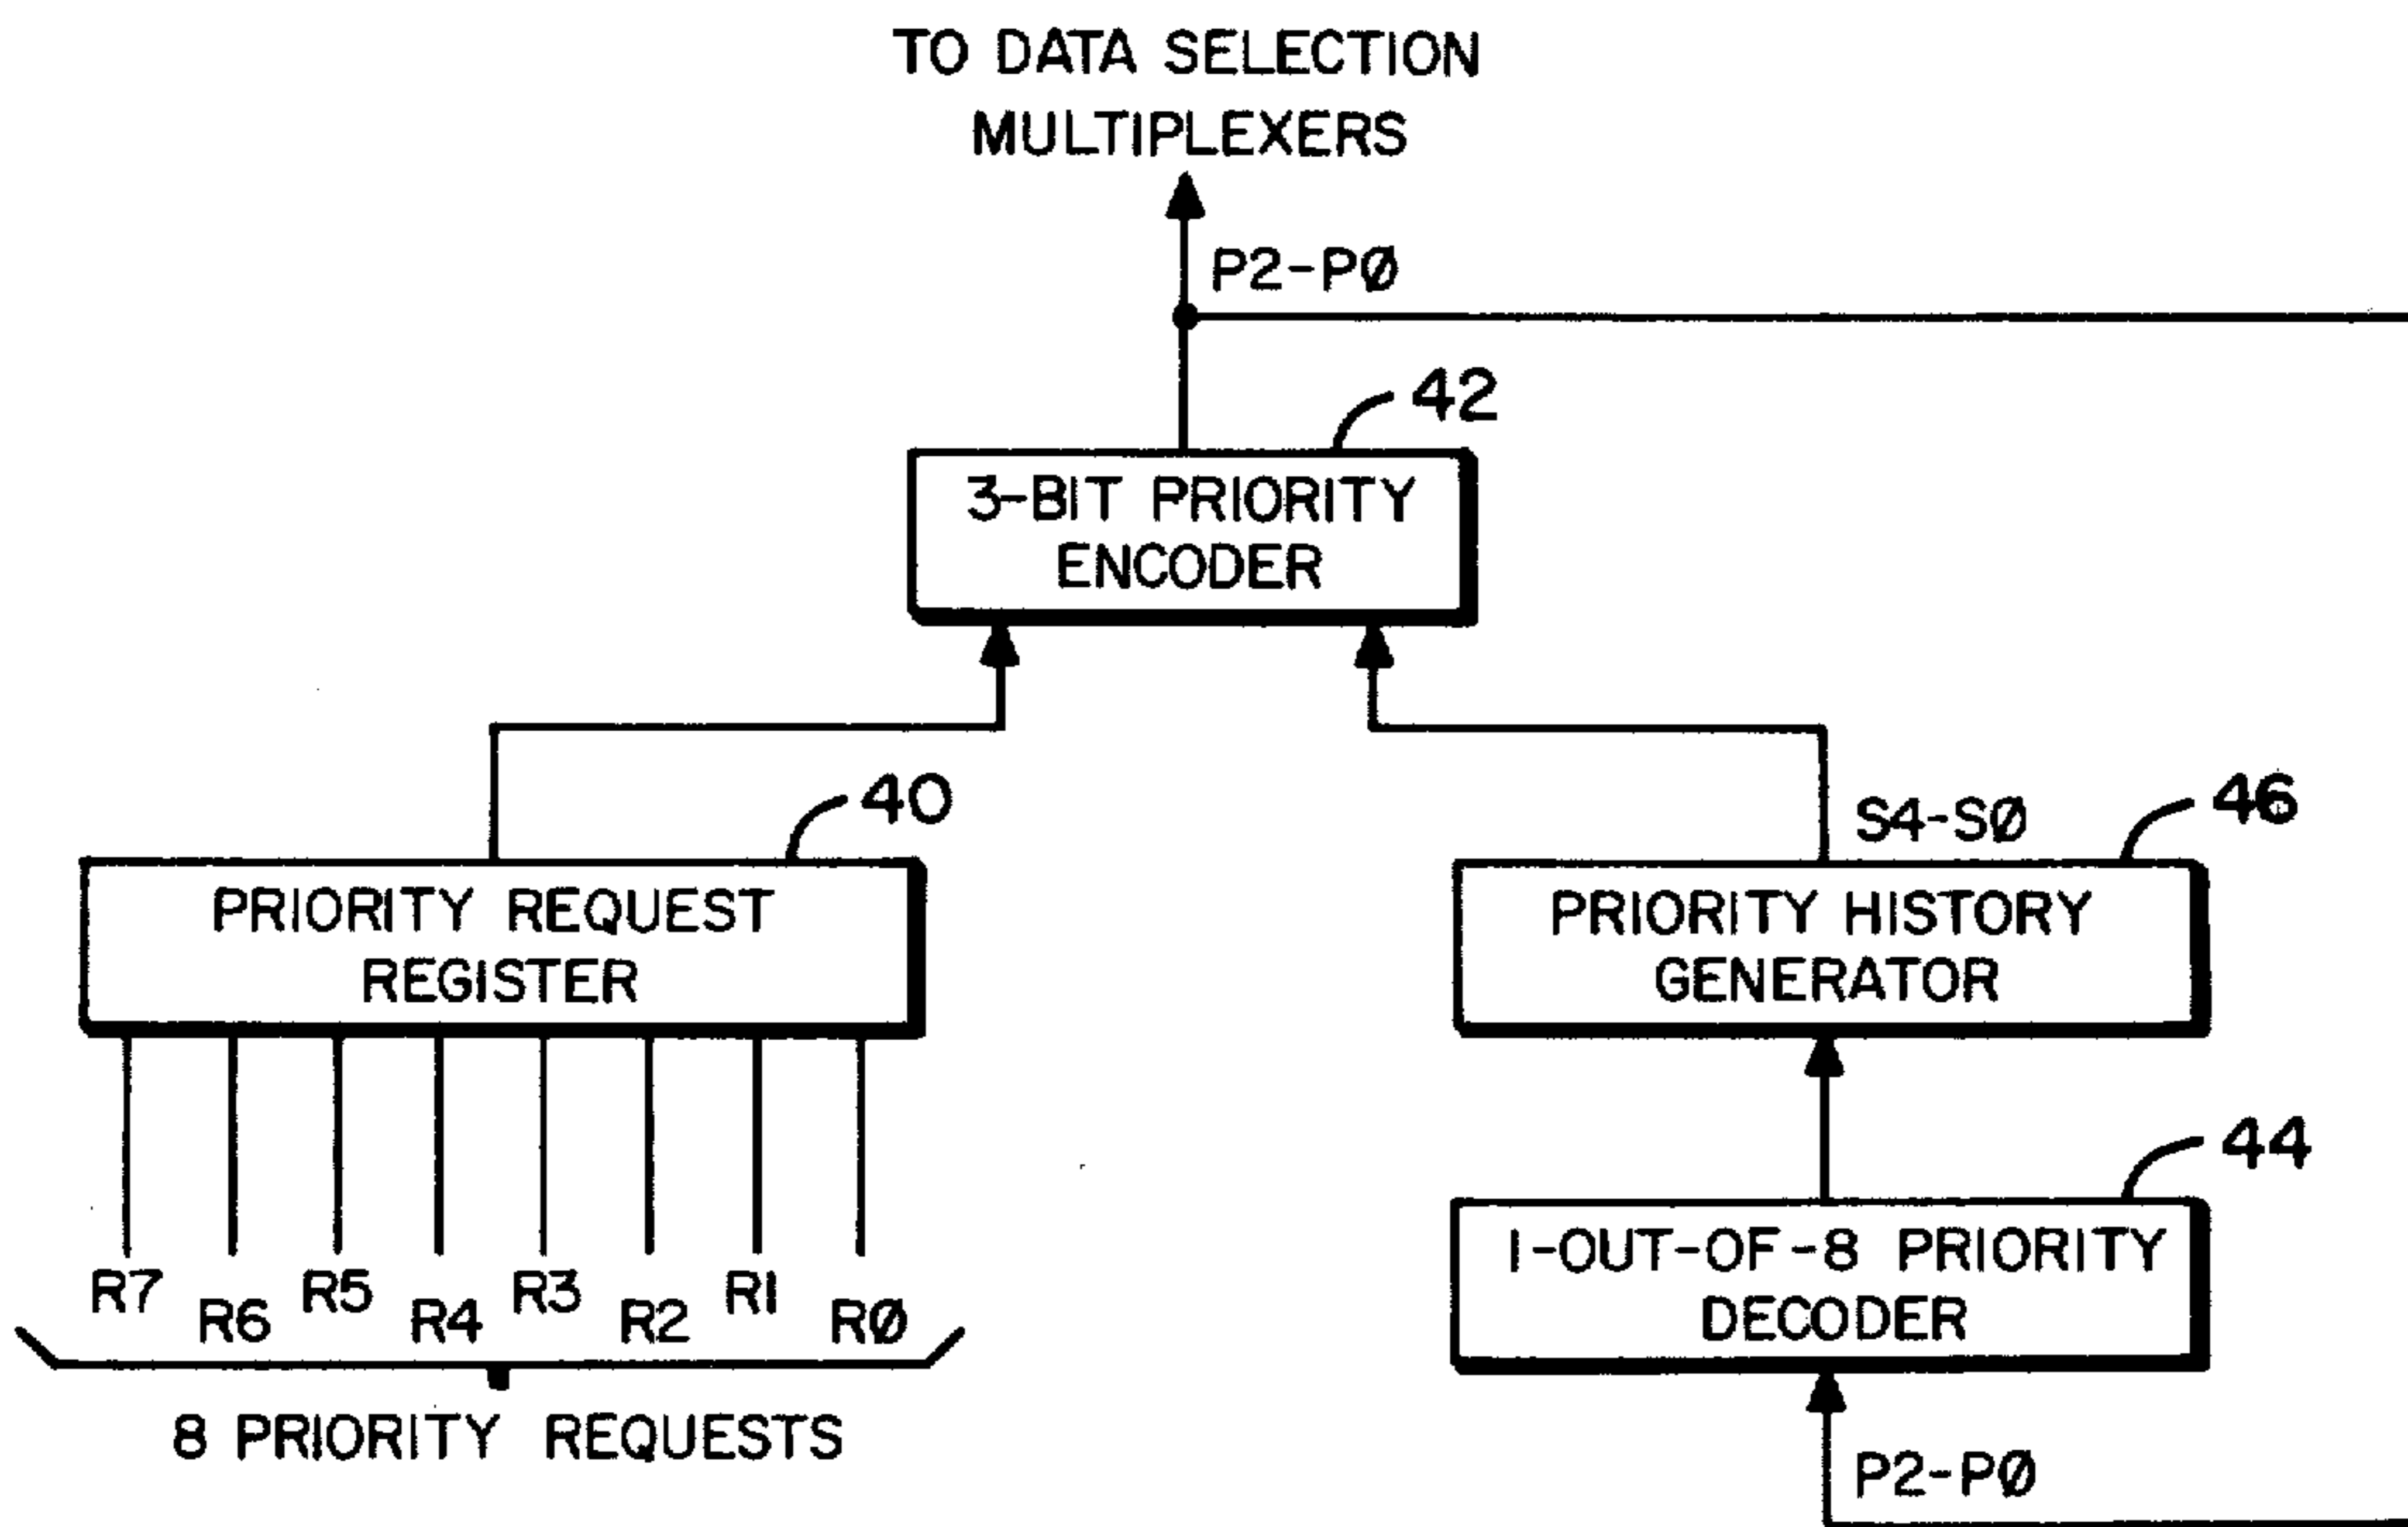 TO DATA SELECTION
MULTIPLEXERS
P2-PØ
42
3-BIT PRIORITY
ENCODER
40
S4-SØ
46
PRIORITY REQUEST
REGISTER
PRIORITY HISTORY
GENERATOR
44
1-OUT-OF-8 PRIORITY
DECODER
R7 R6 R5 R4 R3 R2 R1 RØ
8 PRIORITY REQUESTS
P2-PØ